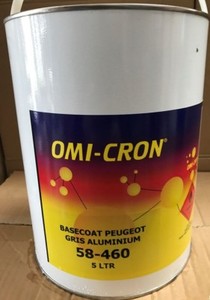 OMI-CRON®
BASECOAT PEUGEOT
GRIS ALUMINIUM
58-460
5 LTR